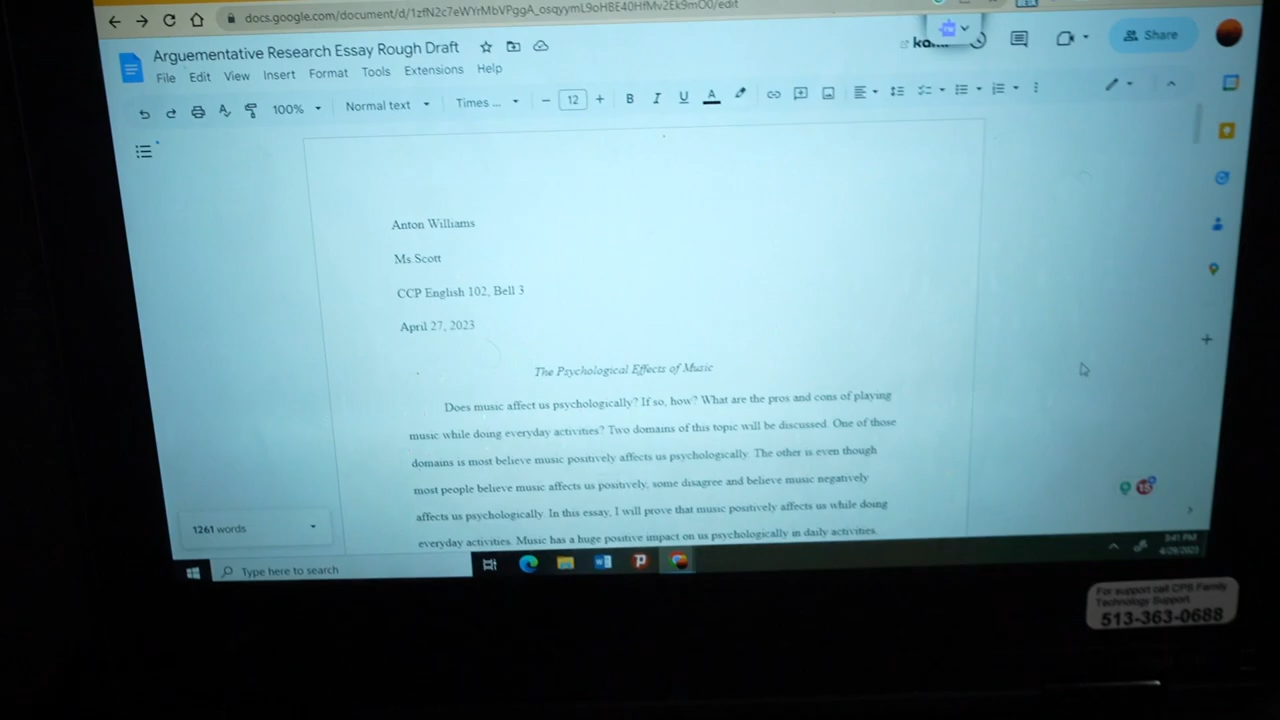 docs.google.com/document/d/1zfN2c7eWYrMbVPggA_osqyymL9oHBE40HfMv2Ek9mO0/edit
Arguementative Research Essay Rough Draft
File Edit View Insert Format Tools Extensions Help
Share
100% Normal text Times ... − 12 + B I U A
Anton Williams
Ms Scott
CCP English 102, Bell 3
April 27, 2023
The Psychological Effects of Music
Does music affect us psychologically? If so, how? What are the pros and cons of playing
music while doing everyday activities? Two domains of this topic will be discussed. One of those
domains is most believe music positively affects us psychologically. The other is even though
most people believe music affects us positively, some disagree and believe music negatively
affects us psychologically. In this essay, I will prove that music positively affects us while doing
everyday activities. Music has a huge positive impact on us psychologically in daily activities.
15
1261 words
Type here to search
3:41 PM
4/29/2023
For support call CPS Family
Technology Support
513-363-0688